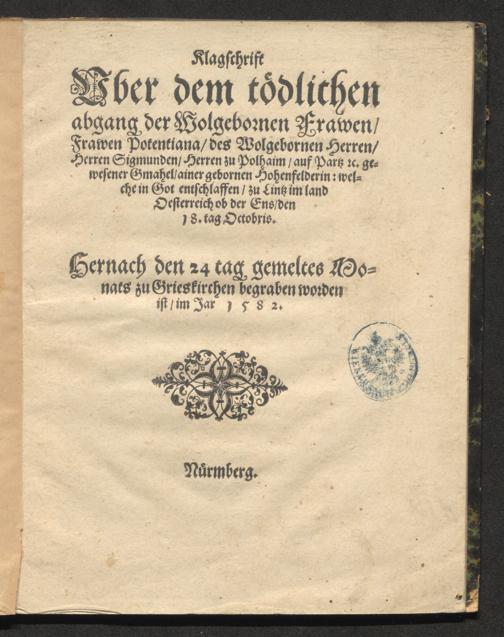 Klagschrifft
Uber dem tödlichen
abgang der Wolgebornen Frawen/
Frawen Potentiana/ des Wolgebornen Herren/
Herren Sigmunden/ Herren zu Polhaim/ auf Partz ꝛc. ge-
wesener Gmahel/ ainer gebornen Hohenfelderin: wel-
che in Got entschlaffen/ zu Lintz im land
Oesterreich ob der Ens/ den
18. tag Octobris.
Hernach den 24 tag gemeltes Mo-
nats zu Grieskirchen begraben worden
ist/ im Jar 1582.
Nürmberg.